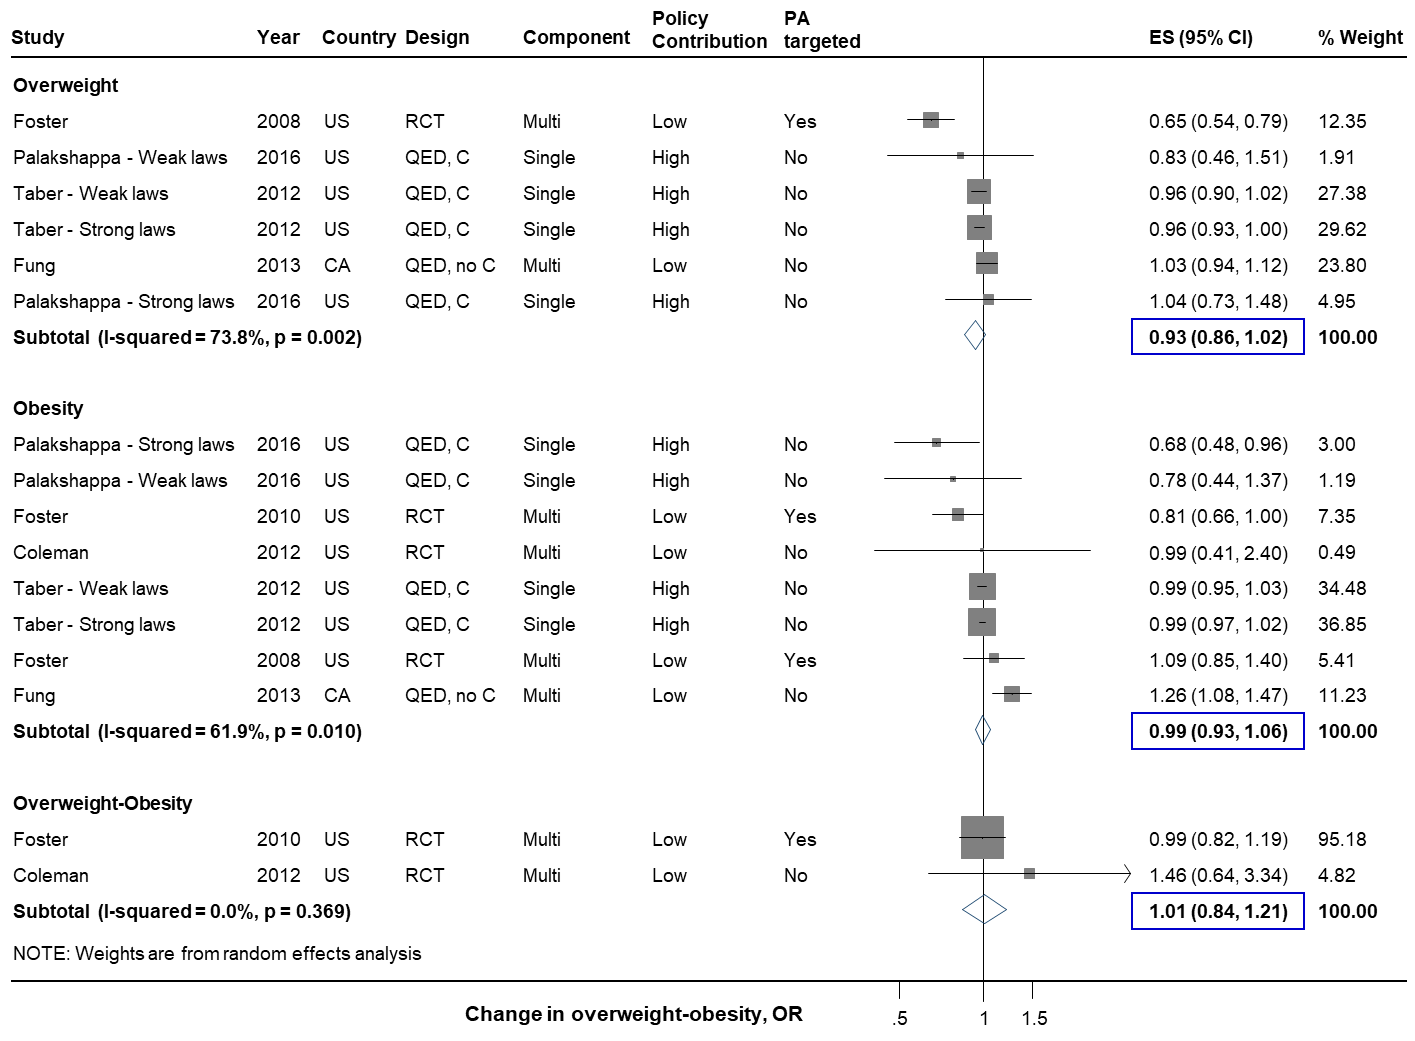 Study Year Country Design Component Policy Contribution PA targeted ES (95% CI) % Weight
Overweight
Foster 2008 US RCT Multi Low Yes 0.65 (0.54, 0.79) 12.35
Palakshappa - Weak laws 2016 US QED, C Single High No 0.83 (0.46, 1.51) 1.91
Taber - Weak laws 2012 US QED, C Single High No 0.96 (0.90, 1.02) 27.38
Taber - Strong laws 2012 US QED, C Single High No 0.96 (0.93, 1.00) 29.62
Fung 2013 CA QED, no C Multi Low No 1.03 (0.94, 1.12) 23.80
Palakshappa - Strong laws 2016 US QED, C Single High No 1.04 (0.73, 1.48) 4.95
Subtotal (I-squared = 73.8%, p = 0.002) 0.93 (0.86, 1.02) 100.00
Obesity
Palakshappa - Strong laws 2016 US QED, C Single High No 0.68 (0.48, 0.96) 3.00
Palakshappa - Weak laws 2016 US QED, C Single High No 0.78 (0.44, 1.37) 1.19
Foster 2010 US RCT Multi Low Yes 0.81 (0.66, 1.00) 7.35
Coleman 2012 US RCT Multi Low No 0.99 (0.41, 2.40) 0.49
Taber - Weak laws 2012 US QED, C Single High No 0.99 (0.95, 1.03) 34.48
Taber - Strong laws 2012 US QED, C Single High No 0.99 (0.97, 1.02) 36.85
Foster 2008 US RCT Multi Low Yes 1.09 (0.85, 1.40) 5.41
Fung 2013 CA QED, no C Multi Low No 1.26 (1.08, 1.47) 11.23
Subtotal (I-squared = 61.9%, p = 0.010) 0.99 (0.93, 1.06) 100.00
Overweight-Obesity
Foster 2010 US RCT Multi Low Yes 0.99 (0.82, 1.19) 95.18
Coleman 2012 US RCT Multi Low No 1.46 (0.64, 3.34) 4.82
Subtotal (I-squared = 0.0%, p = 0.369) 1.01 (0.84, 1.21) 100.00
NOTE: Weights are from random effects analysis
Change in overweight-obesity, OR .5 1 1.5